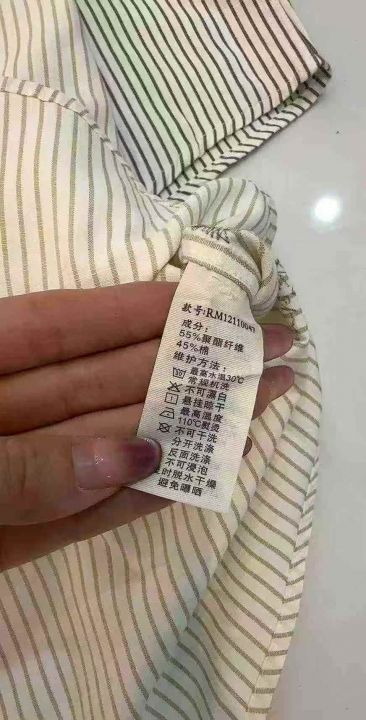 款号:RM12110047
成分:
55%聚酯纤维
45%棉
维护方法:
最高水温30℃
常规机洗
不可漂白
悬挂晾干
最高温度
110℃熨烫
不可干洗
分开洗涤
反面洗涤
不可浸泡
时脱水干燥
避免曝晒